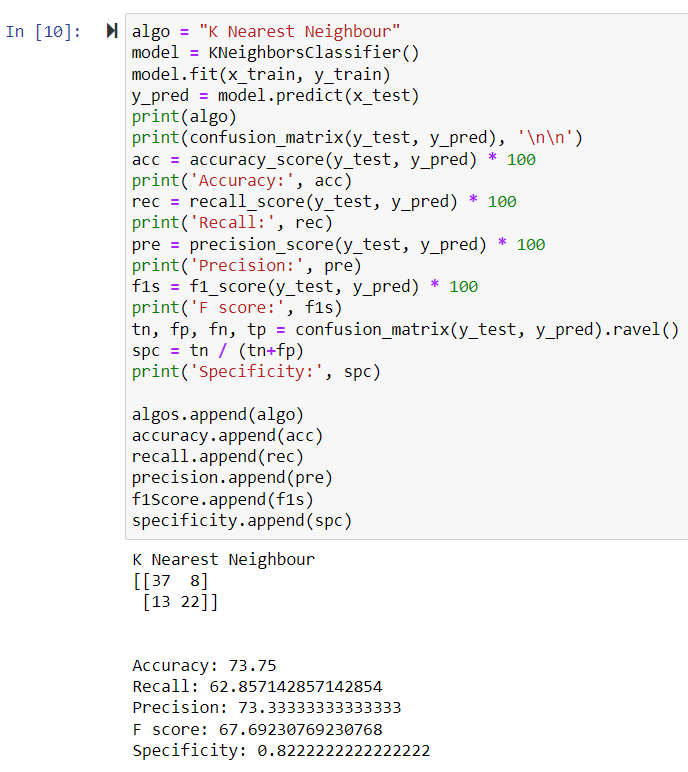 In [10]:
algo = "K Nearest Neighbour"
model = KNeighborsClassifier()
model.fit(x_train, y_train)
y_pred = model.predict(x_test)
print(algo)
print(confusion_matrix(y_test, y_pred), '\n\n')
acc = accuracy_score(y_test, y_pred) * 100
print('Accuracy:', acc)
rec = recall_score(y_test, y_pred) * 100
print('Recall:', rec)
pre = precision_score(y_test, y_pred) * 100
print('Precision:', pre)
f1s = f1_score(y_test, y_pred) * 100
print('F score:', f1s)
tn, fp, fn, tp = confusion_matrix(y_test, y_pred).ravel()
spc = tn / (tn+fp)
print('Specificity:', spc)

algos.append(algo)
accuracy.append(acc)
recall.append(rec)
precision.append(pre)
f1Score.append(f1s)
specificity.append(spc)

K Nearest Neighbour
[[37  8]
 [13 22]]

Accuracy: 73.75
Recall: 62.857142857142854
Precision: 73.33333333333333
F score: 67.69230769230768
Specificity: 0.8222222222222222